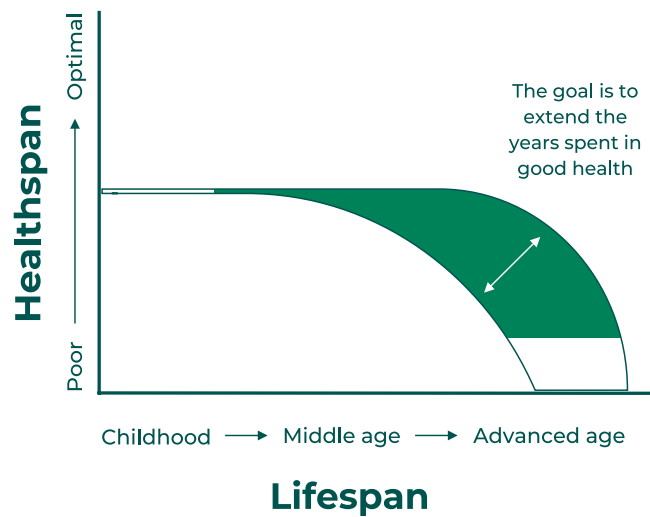 Healthspan
Poor → Optimal
The goal is to
extend the
years spent in
good health
Childhood → Middle age → Advanced age
Lifespan